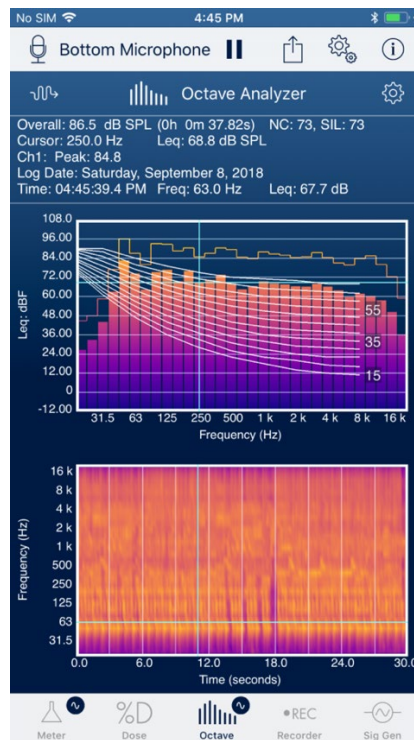 No SIM 4:45 PM
Bottom Microphone
Octave Analyzer
Overall: 86.5 dB SPL (0h 0m 37.82s) NC: 73, SIL: 73
Cursor: 250.0 Hz Leq: 68.8 dB SPL
Ch1: Peak: 84.8
Log Date: Saturday, September 8, 2018
Time: 04:45:39.4 PM Freq: 63.0 Hz Leq: 67.7 dB
108.0
96.00
84.00
72.00
60.00
48.00
36.00
24.00
12.00
0
-12.00
Leq: dBF
55
35
15
31.5 63 125 250 500 1 k 2 k 4 k 8 k 16 k
Frequency (Hz)
16 k
8 k
4 k
2 k
1 k
500
250
125
63
31.5
Frequency (Hz)
0.0 6.0 12.0 18.0 24.0 30.0
Time (seconds)
Meter %D Dose Octave REC Recorder Sig Gen